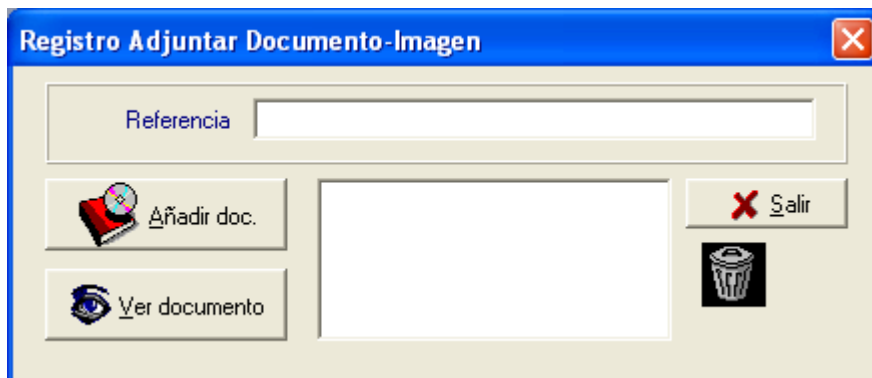 Registro Adjuntar Documento-Imagen
Referencia
Añadir doc.
Salir
Ver documento